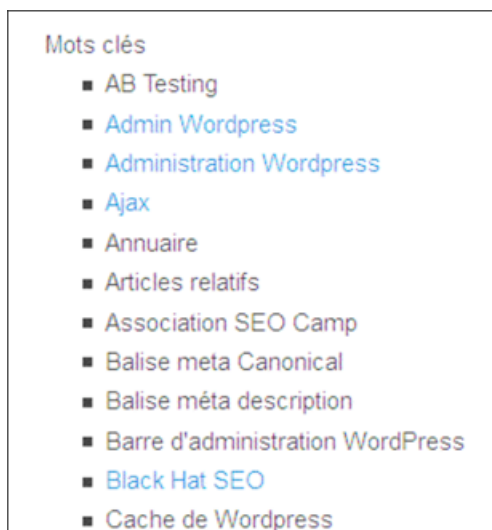 Mots clés
AB Testing
Admin Wordpress
Administration Wordpress
Ajax
Annuaire
Articles relatifs
Association SEO Camp
Balise meta Canonical
Balise méta description
Barre d'administration WordPress
Black Hat SEO
Cache de Wordpress